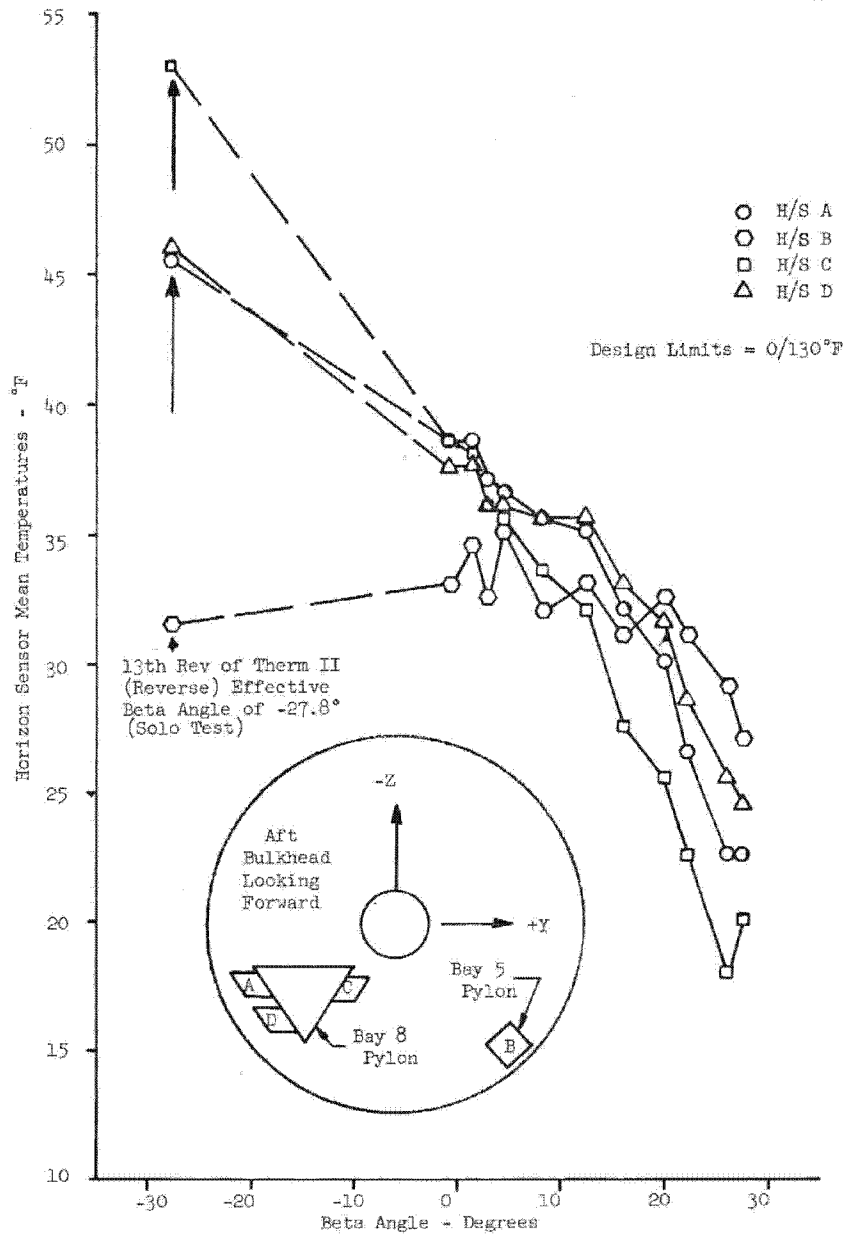 55
50
45
40
35
30
25
20
15
10
Horizon Sensor Mean Temperatures - °F
H/S A
H/S B
H/S C
H/S D
Design Limits = 0/130°F
13th Rev of Therm II
(Reverse) Effective
Beta Angle of -27.8°
(Solo Test)
-Z
Aft
Bulkhead
Looking
Forward
+Y
Bay 5
Pylon
A
C
D
B
Bay 8
Pylon
-30 -20 -10 0 10 20 30
Beta Angle - Degrees